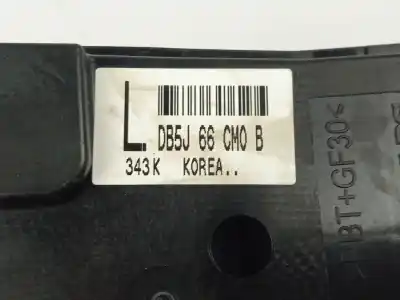 L
DB5J 66 CM0 B
343K KOREA..
BT+GF30<